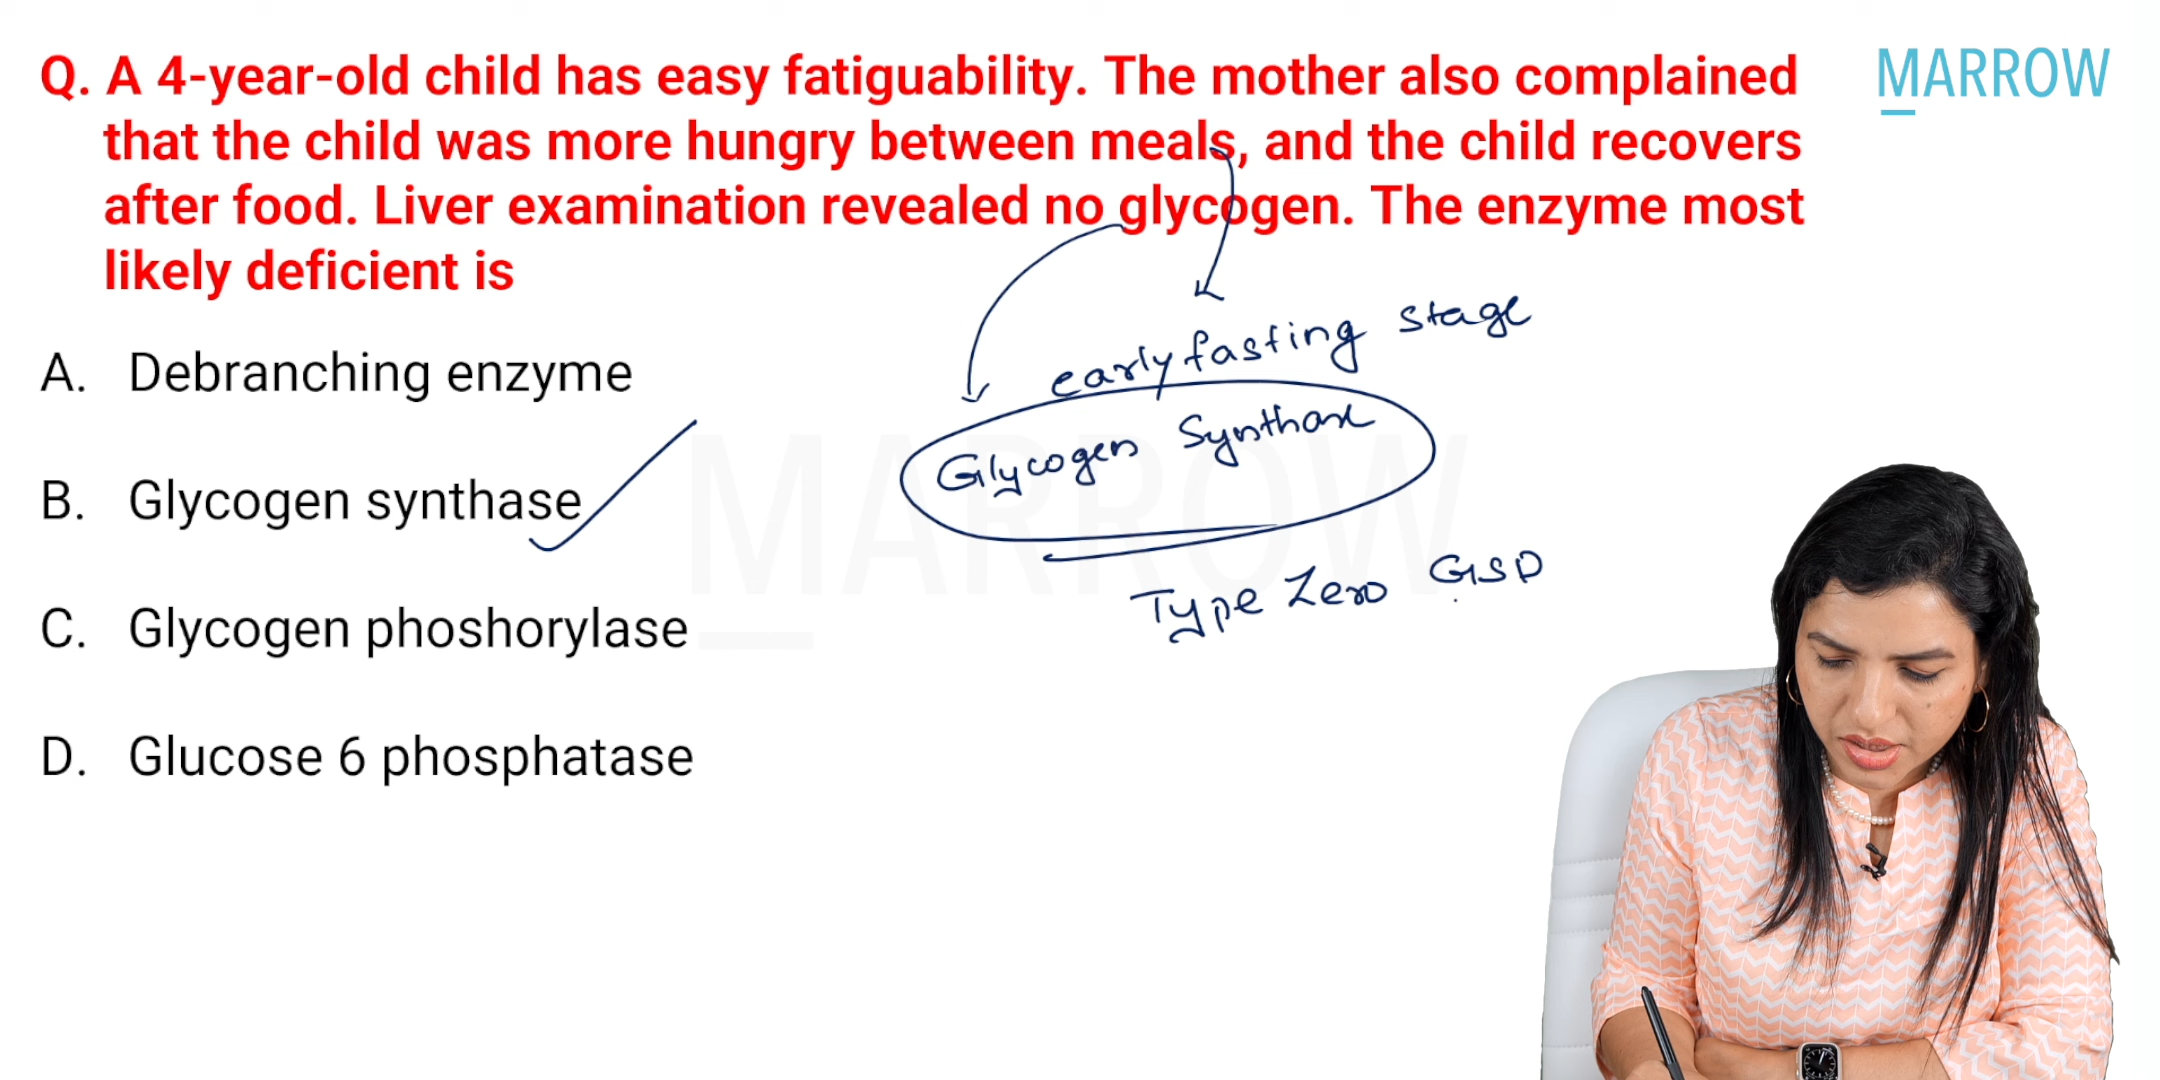 Q. A 4-year-old child has easy fatiguability. The mother also complained
that the child was more hungry between meals, and the child recovers
after food. Liver examination revealed no glycogen. The enzyme most
likely deficient is
MARROW
A. Debranching enzyme
B. Glycogen synthase
C. Glycogen phoshorylase
D. Glucose 6 phosphatase
early fasting stage
Glycogen Synthase
Type Zero GSD
MARROW